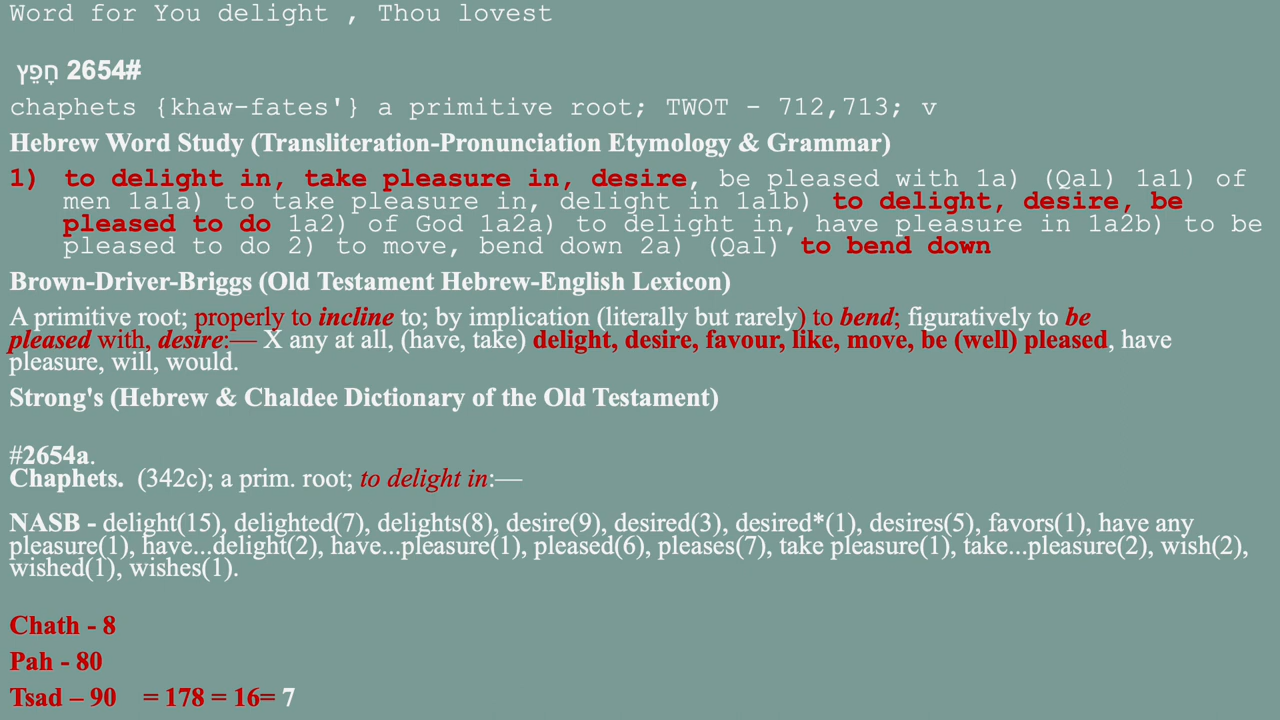 Word for You delight , Thou lovest
חָפֵץ 2654#
chaphets {khaw-fates'} a primitive root; TWOT - 712,713; v
Hebrew Word Study (Transliteration-Pronunciation Etymology & Grammar)
1) to delight in, take pleasure in, desire, be pleased with 1a) (Qal) 1a1) of
men 1a1a) to take pleasure in, delight in 1a1b) to delight, desire, be
pleased to do 1a2) of God 1a2a) to delight in, have pleasure in 1a2b) to be
pleased to do 2) to move, bend down 2a) (Qal) to bend down
Brown-Driver-Briggs (Old Testament Hebrew-English Lexicon)
A primitive root; properly to incline to; by implication (literally but rarely) to bend; figuratively to be
pleased with, desire:— X any at all, (have, take) delight, desire, favour, like, move, be (well) pleased, have
pleasure, will, would.
Strong's (Hebrew & Chaldee Dictionary of the Old Testament)
#2654a.
Chaphets. (342c); a prim. root; to delight in:—
NASB - delight(15), delighted(7), delights(8), desire(9), desired(3), desired*(1), desires(5), favors(1), have any
pleasure(1), have...delight(2), have...pleasure(1), pleased(6), pleases(7), take pleasure(1), take...pleasure(2), wish(2),
wished(1), wishes(1).
Chath - 8
Pah - 80
Tsad – 90 = 178 = 16= 7